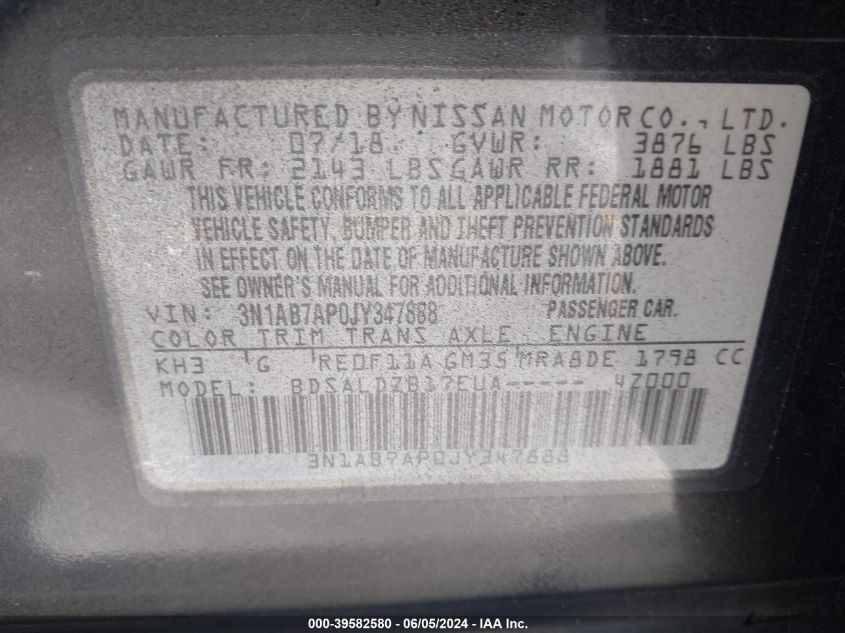 MANUFACTURED BY NISSAN MOTOR CO., LTD.
DATE: 07/18 GVWR: 3876 LBS
GAWR FR: 2143 LBS GAWR RR: 1881 LBS
THIS VEHICLE CONFORMS TO ALL APPLICABLE FEDERAL MOTOR
VEHICLE SAFETY, BUMPER AND THEFT PREVENTION STANDARDS
IN EFFECT ON THE DATE OF MANUFACTURE SHOWN ABOVE.
SEE OWNER'S MANUAL FOR ADDITIONAL INFORMATION.
VIN: 3N1AB7AP0JY347888 PASSENGER CAR.
COLOR TRIM TRANS AXLE ENGINE
KH3 G RE0F11A GM35 MRA8DE 1798 CC
MODEL: BDSALDZB17EUA----- 4Z000
3N1AB7AP0JY347888
000-39582580 - 06/05/2024 - IAAI Inc.